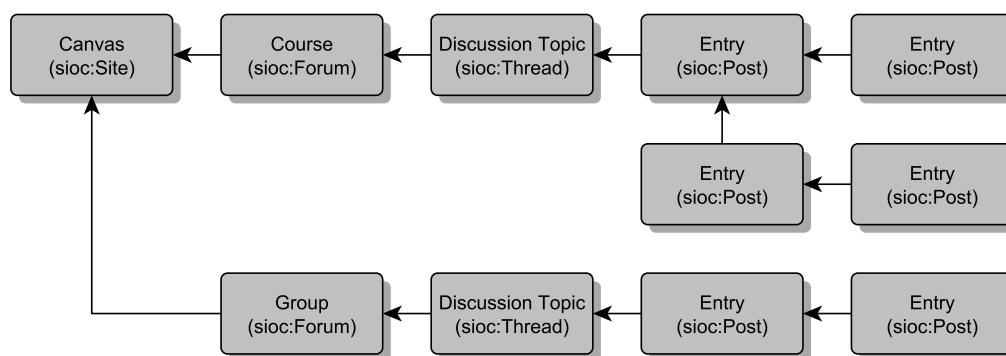 Canvas
(sioc:Site)
Course
(sioc:Forum)
Discussion Topic
(sioc:Thread)
Entry
(sioc:Post)
Entry
(sioc:Post)
Entry
(sioc:Post)
Entry
(sioc:Post)
Group
(sioc:Forum)
Discussion Topic
(sioc:Thread)
Entry
(sioc:Post)
Entry
(sioc:Post)